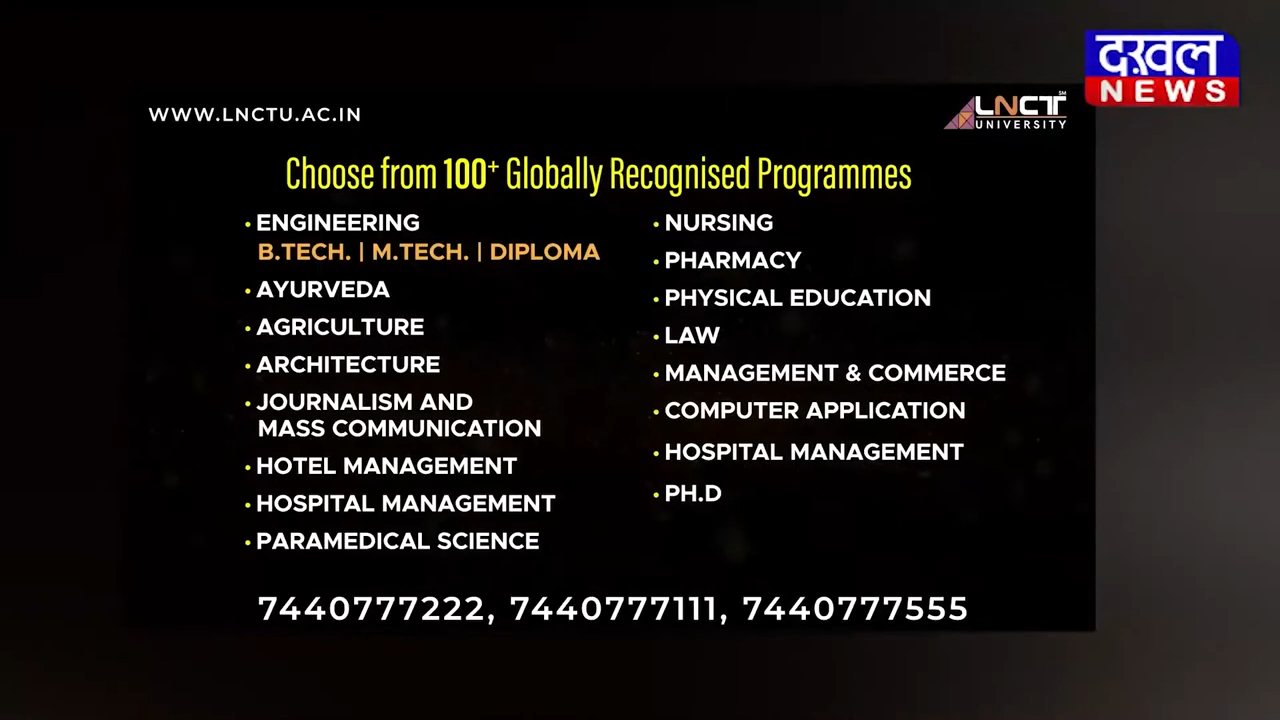 दख़ल
NEWS
WWW.LNCTU.AC.IN
LNCT SM
UNIVERSITY
Choose from 100+ Globally Recognised Programmes
• ENGINEERING
B.TECH. | M.TECH. | DIPLOMA
• AYURVEDA
• AGRICULTURE
• ARCHITECTURE
• JOURNALISM AND
MASS COMMUNICATION
• HOTEL MANAGEMENT
• HOSPITAL MANAGEMENT
• PARAMEDICAL SCIENCE
• NURSING
• PHARMACY
• PHYSICAL EDUCATION
• LAW
• MANAGEMENT & COMMERCE
• COMPUTER APPLICATION
• HOSPITAL MANAGEMENT
• PH.D
7440777222, 7440777111, 7440777555